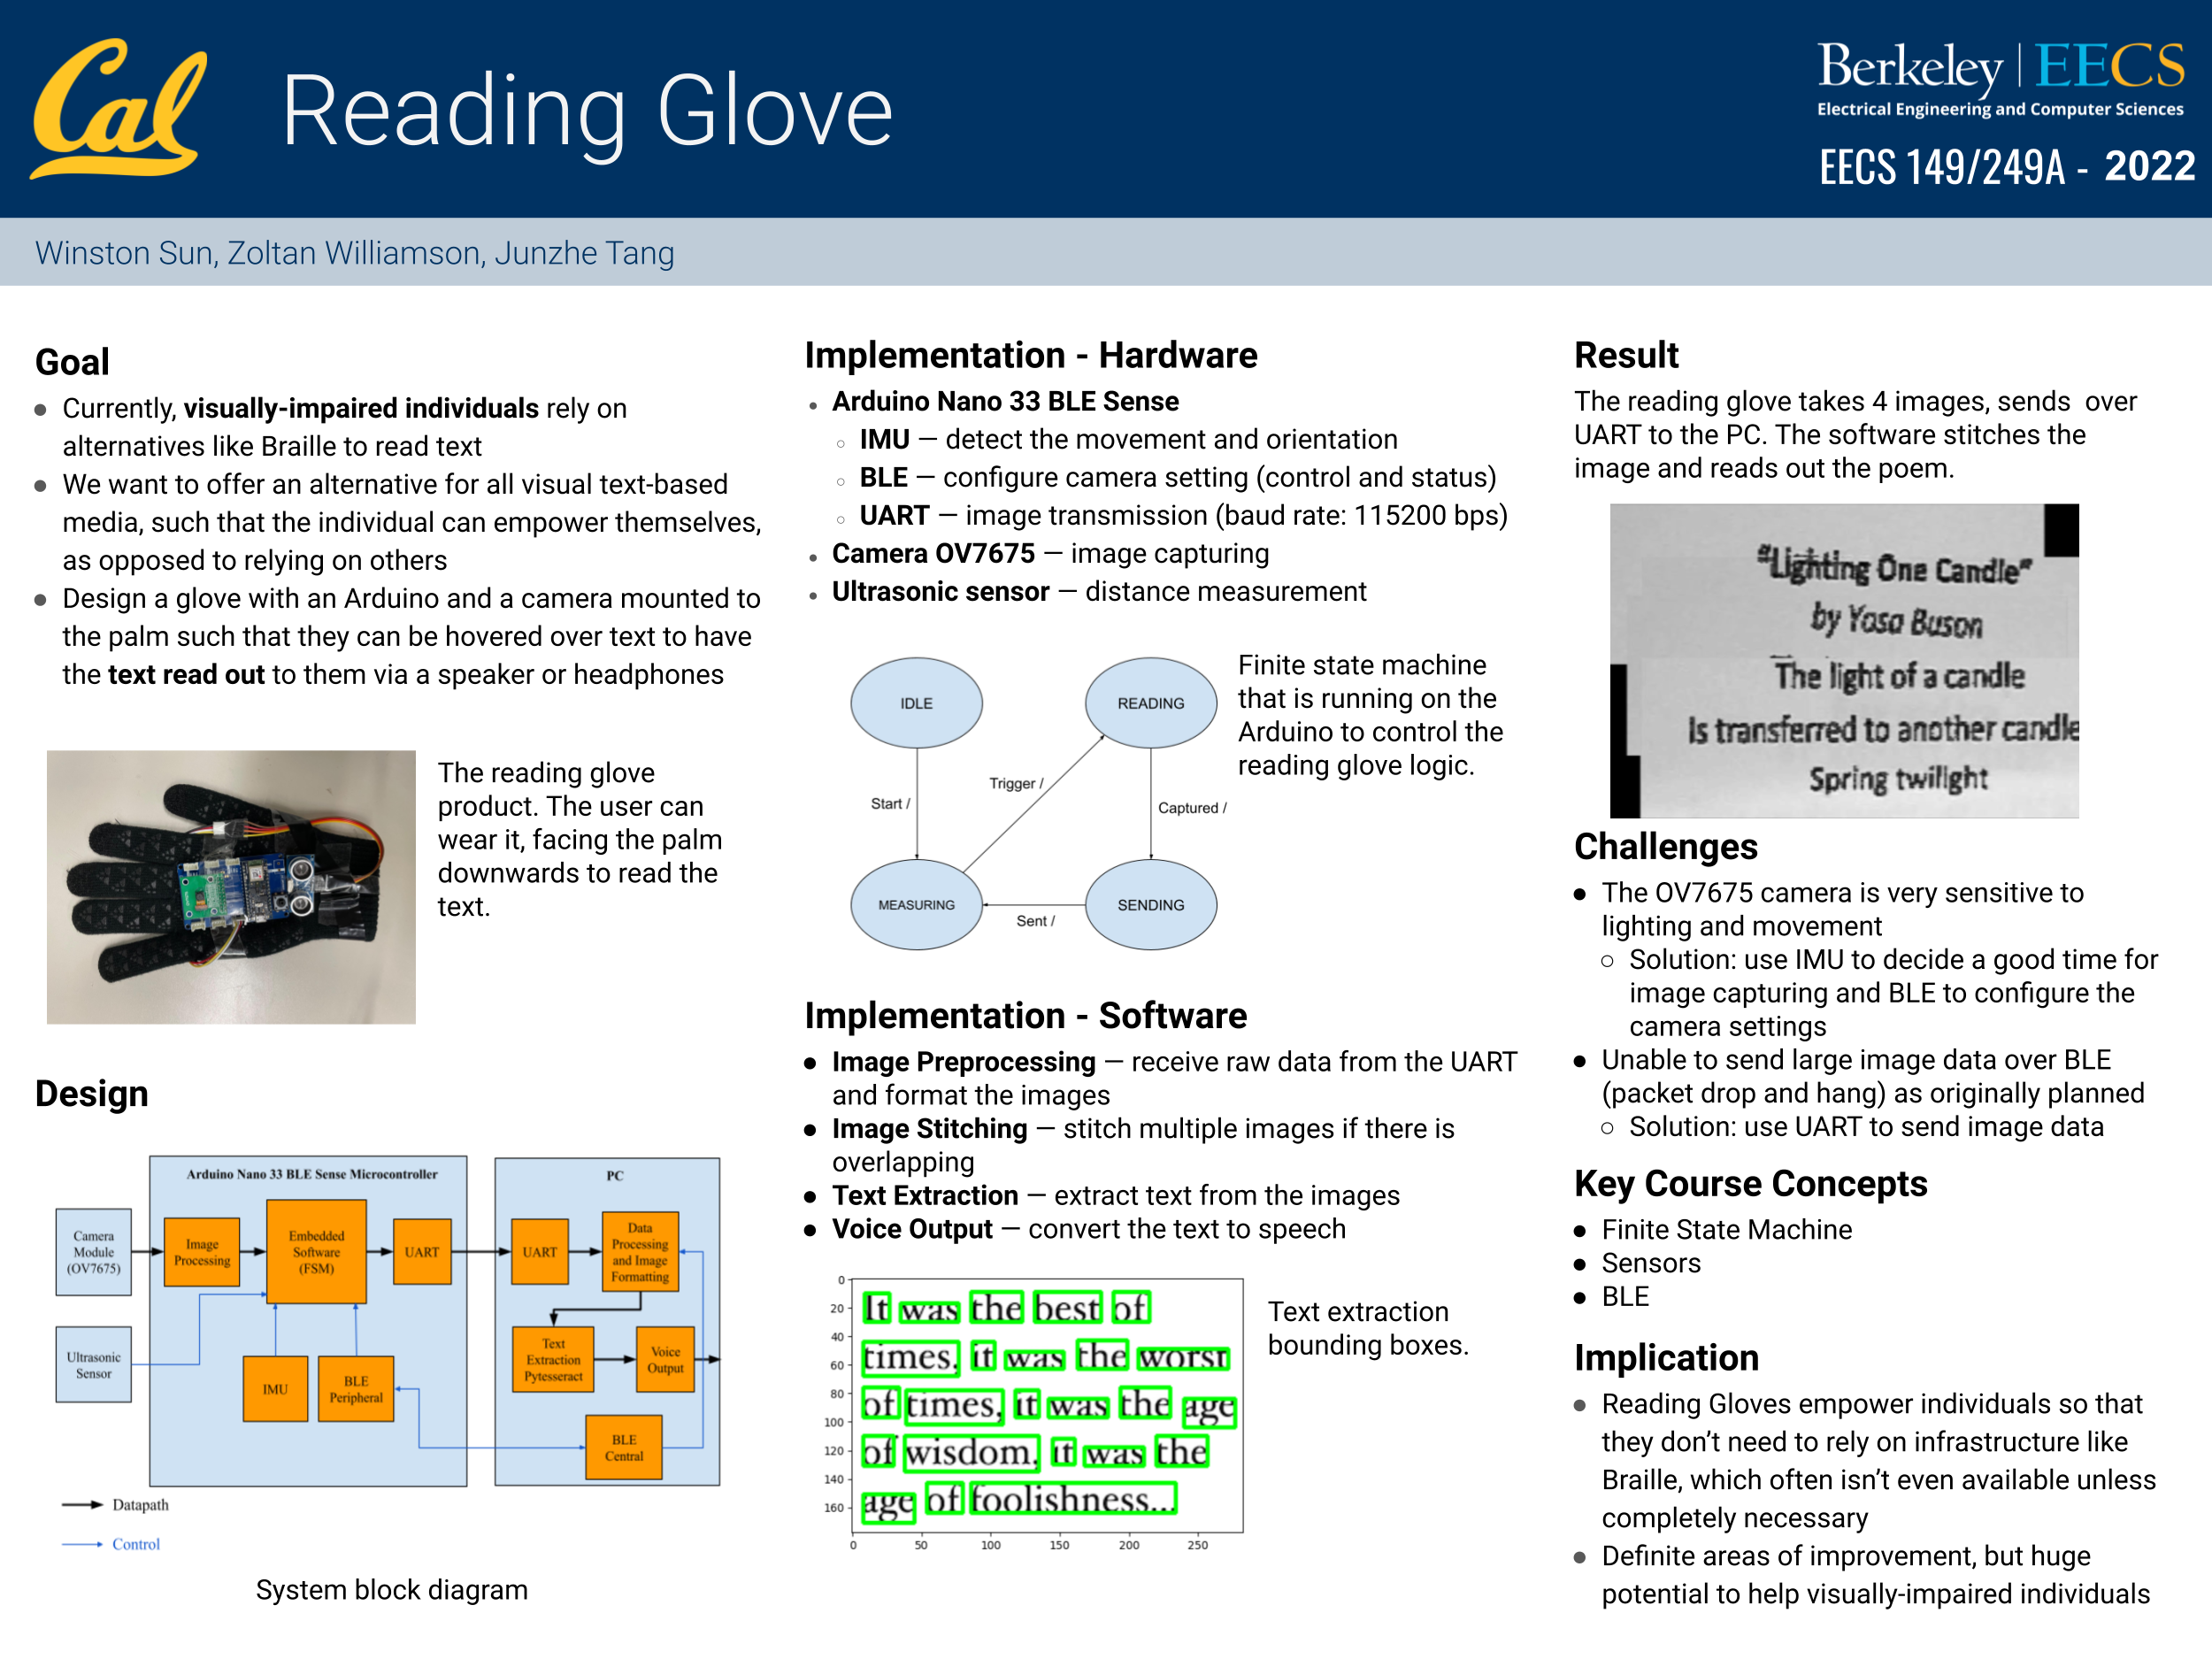 Cal
Reading Glove
Berkeley | EECS
Electrical Engineering and Computer Sciences
EECS 149/249A - 2022
Winston Sun, Zoltan Williamson, Junzhe Tang
Goal
● Currently, visually-impaired individuals rely on
alternatives like Braille to read text
● We want to offer an alternative for all visual text-based
media, such that the individual can empower themselves,
as opposed to relying on others
● Design a glove with an Arduino and a camera mounted to
the palm such that they can be hovered over text to have
the text read out to them via a speaker or headphones
The reading glove
product. The user can
wear it, facing the palm
downwards to read the
text.
Design
Arduino Nano 33 BLE Sense Microcontroller
PC
Camera
Module
(OV7675)
Image
Processing
Embedded
Software
(FSM)
UART
UART
Data
Processing
and Image
Formatting
Ultrasonic
Sensor
IMU
BLE
Peripheral
Text
Extraction
Pytesseract
Voice
Output
BLE
Central
Datapath
Control
System block diagram
Implementation - Hardware
● Arduino Nano 33 BLE Sense
○ IMU — detect the movement and orientation
○ BLE — configure camera setting (control and status)
○ UART — image transmission (baud rate: 115200 bps)
● Camera OV7675 — image capturing
● Ultrasonic sensor — distance measurement
IDLE
READING
Start /
Trigger /
Captured /
MEASURING
SENDING
Sent /
Finite state machine
that is running on the
Arduino to control the
reading glove logic.
Implementation - Software
● Image Preprocessing — receive raw data from the UART
and format the images
● Image Stitching — stitch multiple images if there is
overlapping
● Text Extraction — extract text from the images
● Voice Output — convert the text to speech
0
20
40
60
80
100
120
140
160
It was the best of
times, it was the worst
of times, it was the age
of wisdom, it was the
age of foolishness...
0 50 100 150 200 250
Text extraction
bounding boxes.
Result
The reading glove takes 4 images, sends  over
UART to the PC. The software stitches the
image and reads out the poem.
"Lighting One Candle"
by Yosa Buson
The light of a candle
Is transferred to another candle
Spring twilight
Challenges
● The OV7675 camera is very sensitive to
lighting and movement
○ Solution: use IMU to decide a good time for
image capturing and BLE to configure the
camera settings
● Unable to send large image data over BLE
(packet drop and hang) as originally planned
○ Solution: use UART to send image data
Key Course Concepts
● Finite State Machine
● Sensors
● BLE
Implication
● Reading Gloves empower individuals so that
they don’t need to rely on infrastructure like
Braille, which often isn’t even available unless
completely necessary
● Definite areas of improvement, but huge
potential to help visually-impaired individuals